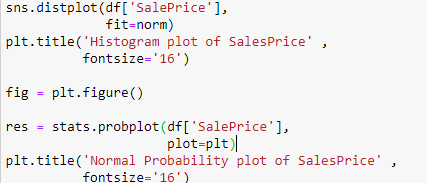 sns.distplot(df['SalePrice'],
fit=norm)
plt.title('Histogram plot of SalesPrice' ,
fontsize='16')
fig = plt.figure()
res = stats.probplot(df['SalePrice'],
plot=plt)
plt.title('Normal Probability plot of SalesPrice' ,
fontsize='16')